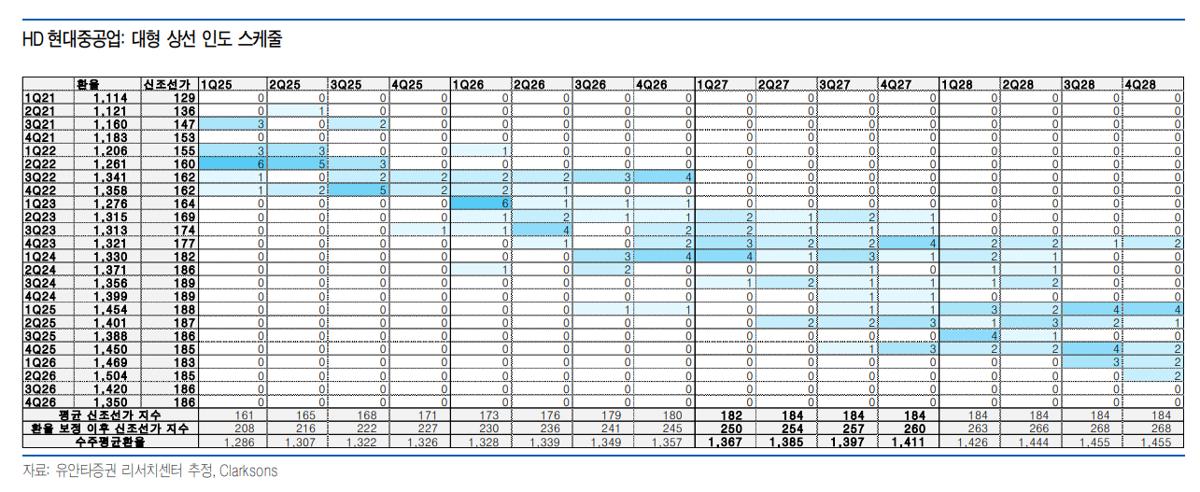 HD 현대중공업: 대형 상선 인도 스케줄
환율 신조선가 1Q25 2Q25 3Q25 4Q25 1Q26 2Q26 3Q26 4Q26 1Q27 2Q27 3Q27 4Q27 1Q28 2Q28 3Q28 4Q28
1Q21 1,114 129 0 0 0 0 0 0 0 0 0 0 0 0 0 0 0 0
2Q21 1,121 136 0 1 0 0 0 0 0 0 0 0 0 0 0 0 0 0
3Q21 1,160 147 3 0 2 0 0 0 0 0 0 0 0 0 0 0 0 0
4Q21 1,183 153 0 0 0 0 0 0 0 0 0 0 0 0 0 0 0 0
1Q22 1,206 155 3 3 0 0 1 0 0 0 0 0 0 0 0 0 0 0
2Q22 1,261 160 6 5 3 0 0 0 0 0 0 0 0 0 0 0 0 0
3Q22 1,341 162 1 0 2 2 2 2 3 4 0 0 0 0 0 0 0 0
4Q22 1,358 162 1 2 5 2 2 1 0 0 0 0 0 0 0 0 0 0
1Q23 1,276 164 0 0 0 0 6 1 1 1 0 0 0 0 0 0 0 0
2Q23 1,315 169 0 0 0 0 1 2 1 1 2 1 2 1 0 0 0 0
3Q23 1,313 174 0 0 0 1 1 4 0 2 2 1 1 1 0 0 0 0
4Q23 1,321 177 0 0 0 0 0 1 0 2 3 2 2 4 2 2 1 2
1Q24 1,330 182 0 0 0 0 0 0 3 4 4 1 3 1 2 1 0 0
2Q24 1,371 186 0 0 0 0 1 0 2 0 0 0 1 0 1 1 0 0
3Q24 1,356 189 0 0 0 0 0 0 0 0 1 2 1 1 1 2 0 0
4Q24 1,399 189 0 0 0 0 0 0 0 0 0 0 1 1 0 0 0 0
1Q25 1,454 188 0 0 0 0 0 0 1 1 0 0 1 1 3 2 4 4
2Q25 1,401 187 0 0 0 0 0 0 0 0 0 2 2 3 1 3 2 1
3Q25 1,388 186 0 0 0 0 0 0 0 0 0 0 0 0 4 1 0 0
4Q25 1,450 185 0 0 0 0 0 0 0 0 0 0 1 3 2 2 4 2
1Q26 1,469 183 0 0 0 0 0 0 0 0 0 0 0 0 0 0 3 2
2Q26 1,504 185 0 0 0 0 0 0 0 0 0 0 0 0 0 0 0 2
3Q26 1,420 186 0 0 0 0 0 0 0 0 0 0 0 0 0 0 0 0
4Q26 1,350 186 0 0 0 0 0 0 0 0 0 0 0 0 0 0 0 0
평균 신조선가 지수 161 165 168 171 173 176 179 180 182 184 184 184 184 184 184 184
환율 보정 이후 신조선가 지수 208 216 222 227 230 236 241 245 250 254 257 260 263 266 268 268
수주평균환율 1,286 1,307 1,322 1,326 1,328 1,339 1,349 1,357 1,367 1,385 1,397 1,411 1,426 1,444 1,455 1,455
자료: 유안타증권 리서치센터 추정, Clarksons